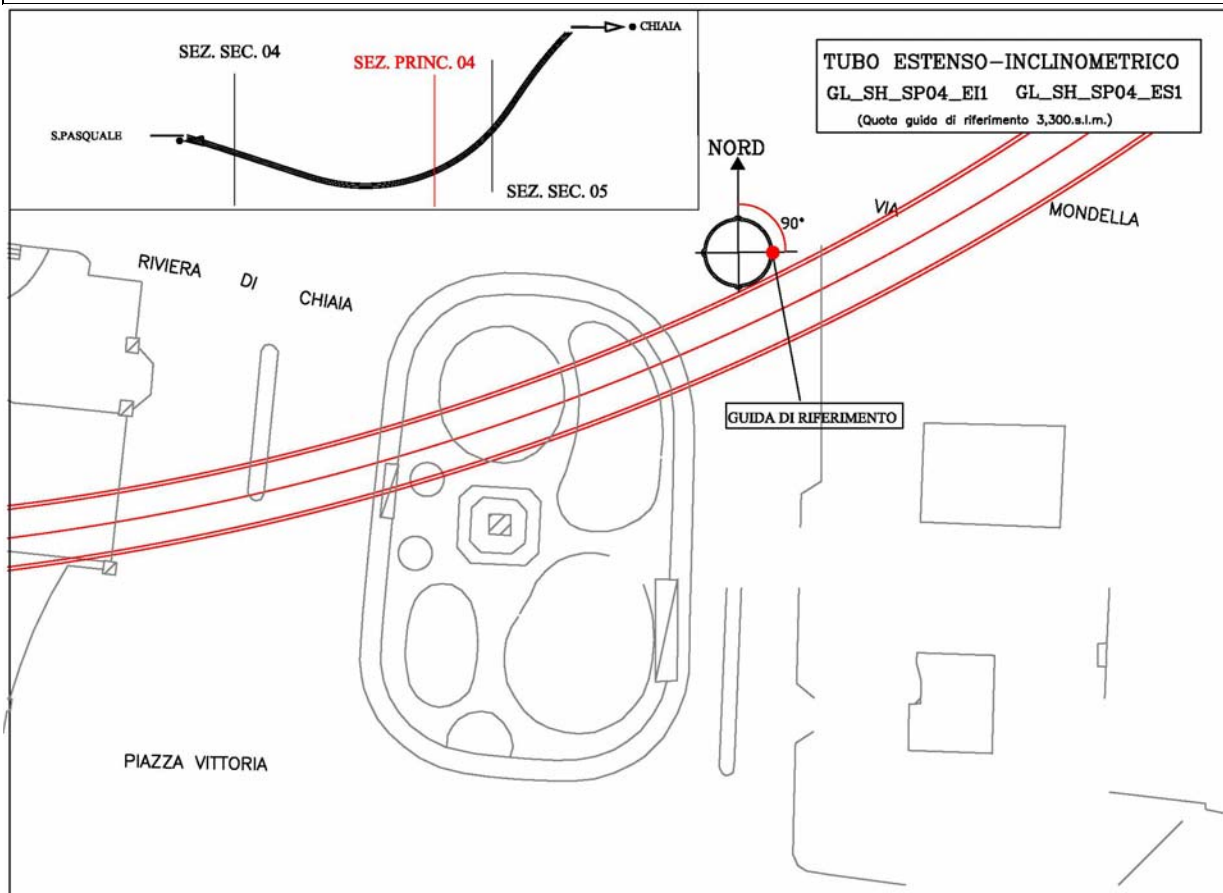 CHIAIA
SEZ. SEC. 04
SEZ. PRINC. 04
S.PASQUALE
SEZ. SEC. 05
TUBO ESTENSO-INCLINOMETRICO
GL_SH_SP04_EI1 GL_SH_SP04_ES1
(Quota guida di riferimento 3,300.s.l.m.)
NORD
90°
VIA MONDELLA
RIVIERA DI CHIAIA
GUIDA DI RIFERIMENTO
PIAZZA VITTORIA